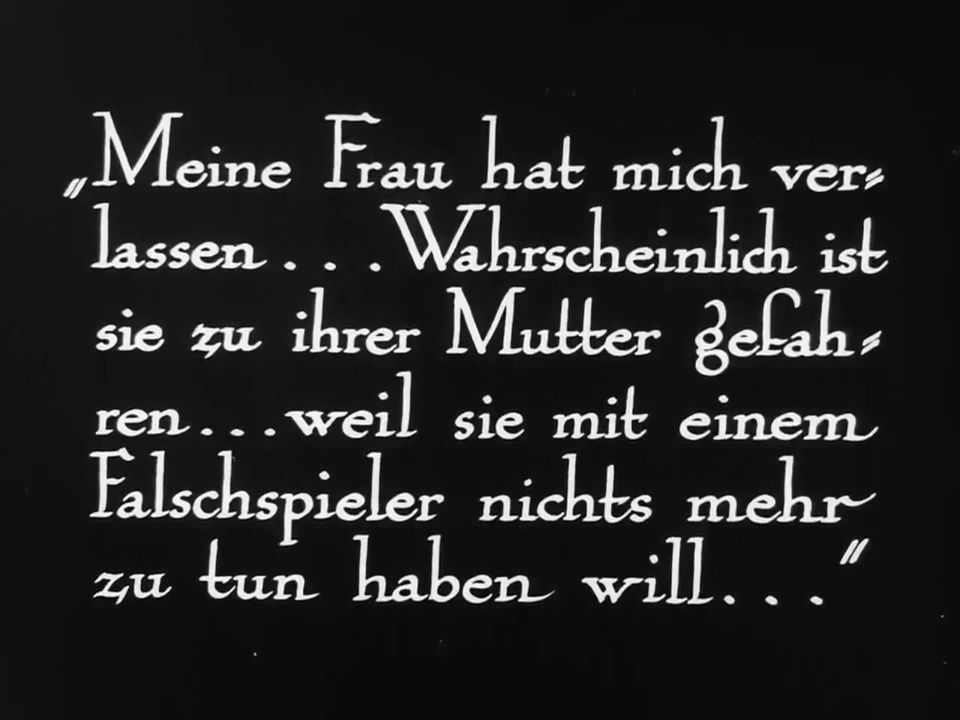 „Meine Frau hat mich ver-
lassen... Wahrscheinlich ist
sie zu ihrer Mutter gefah-
ren... weil sie mit einem
Falschspieler nichts mehr
zu tun haben will..."